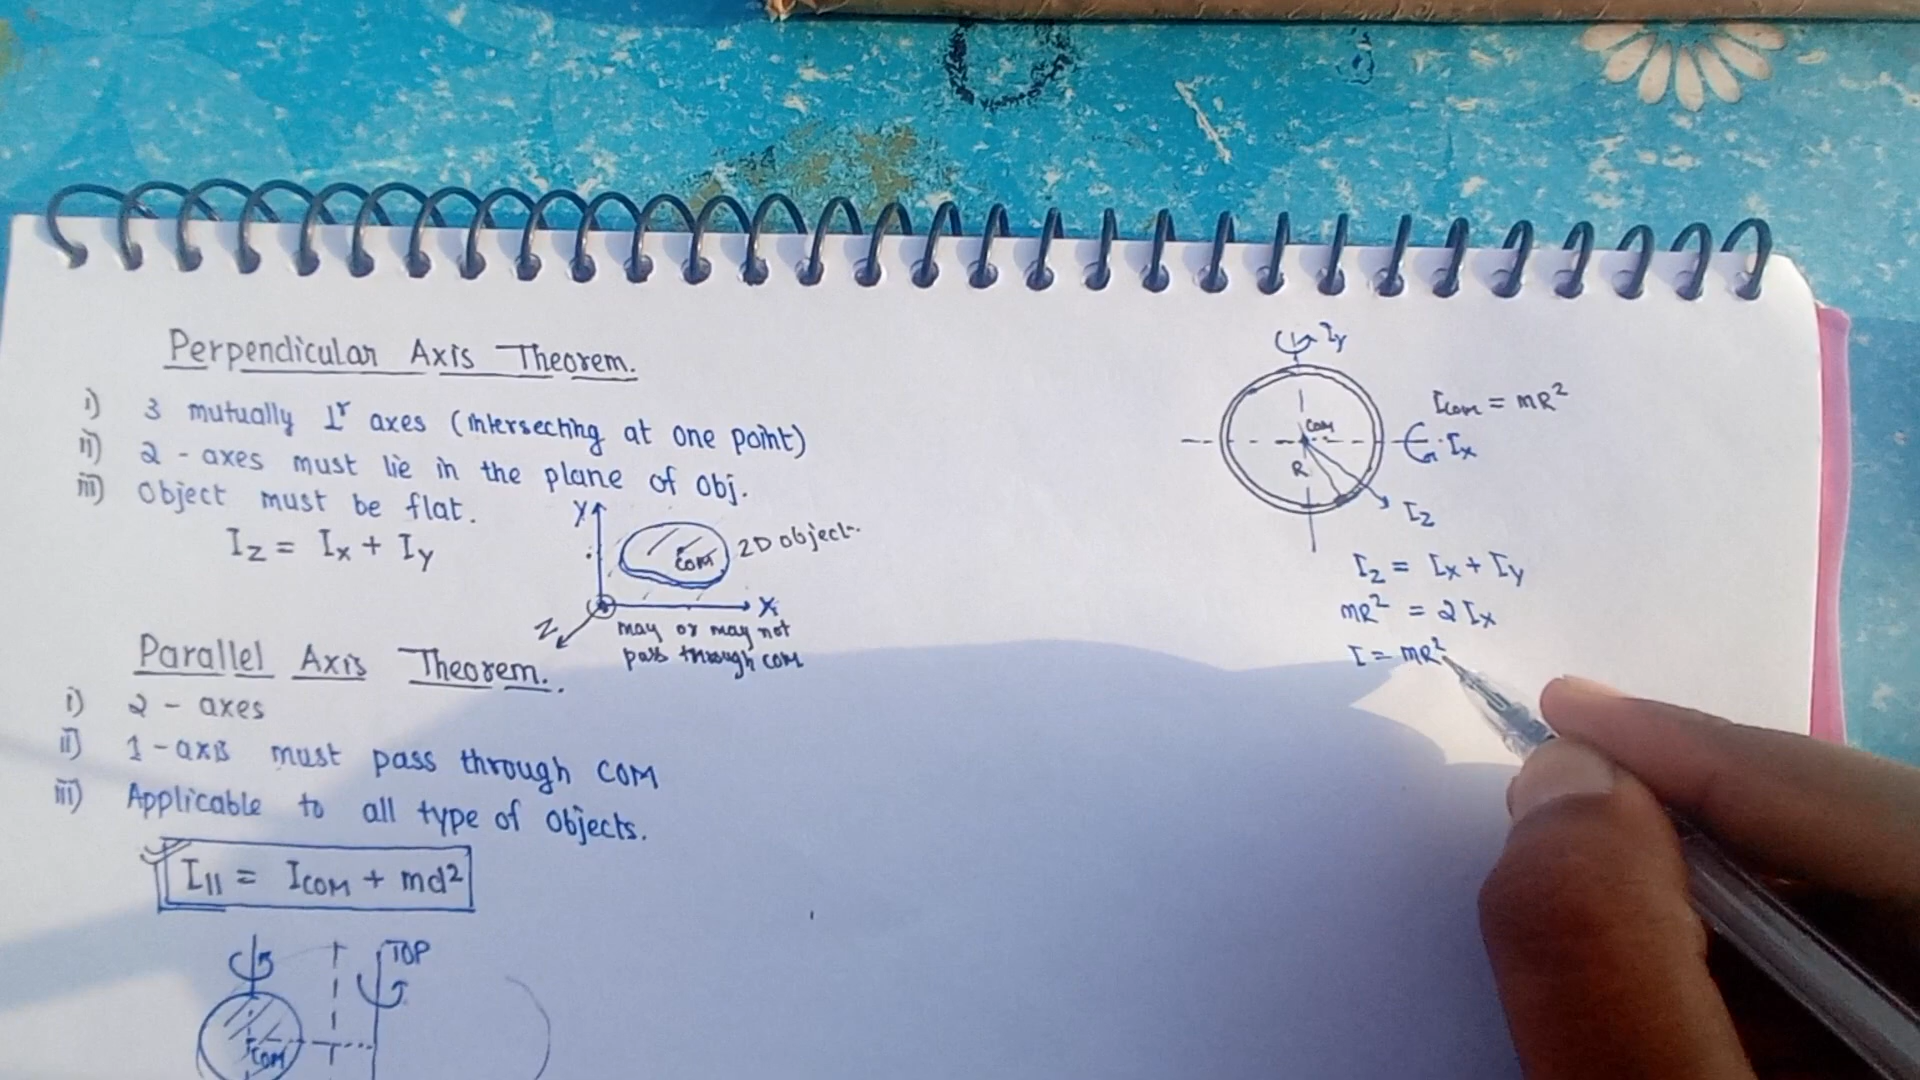 Perpendicular Axis Theorem.
i) 3 mutually ⊥r axes (intersecting at one point)
ii) 2 - axes must lie in the plane of obj.
iii) Object must be flat.
Iz = Ix + Iy
Y
COM
2D object
X
Z
may or may not
pass through COM
Parallel Axis Theorem.
i) 2 - axes
ii) 1 - axis must pass through COM
iii) Applicable to all type of Objects.
I11 = ICOM + md²
TOP
COM
Iy
Icom = mR²
COM
Ix
R
Iz
Iz = Ix + Iy
mR² = 2Ix
I = mR²